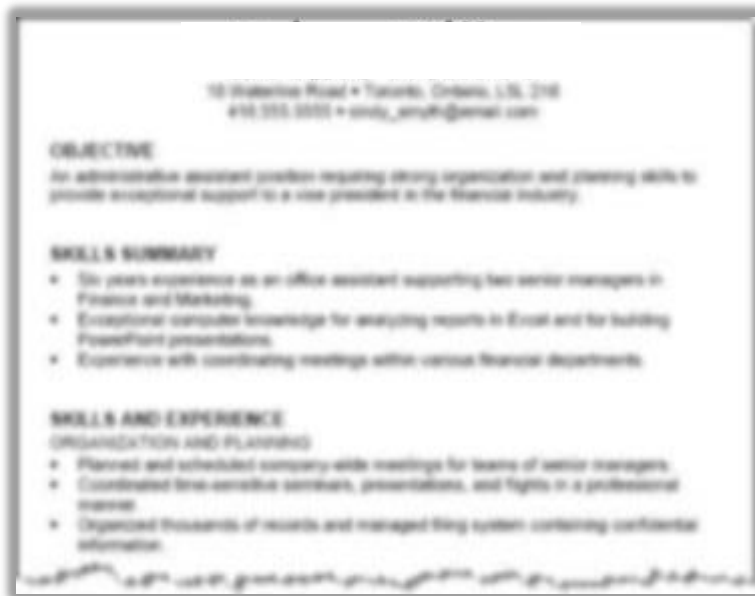 Road • Toronto, Ontario,
OBJECTIVE
An administrative assistant position requiring strong organization and planning skills to
provide exceptional support to a vice president in the financial industry.
SKILLS SUMMARY
• Six years experience as an office assistant supporting two senior managers in
Finance and Marketing.
• Exceptional computer knowledge for analyzing reports in Excel and for building
PowerPoint presentations.
• Experience with coordinating meetings within various financial departments.
SKILLS AND EXPERIENCE
ORGANIZATION AND PLANNING
• Planned and scheduled company-wide meetings for teams of senior managers.
• Coordinated time-sensitive seminars, presentations, and flights in a professional
manner.
• Organized thousands of records and managed filing system containing confidential
information.